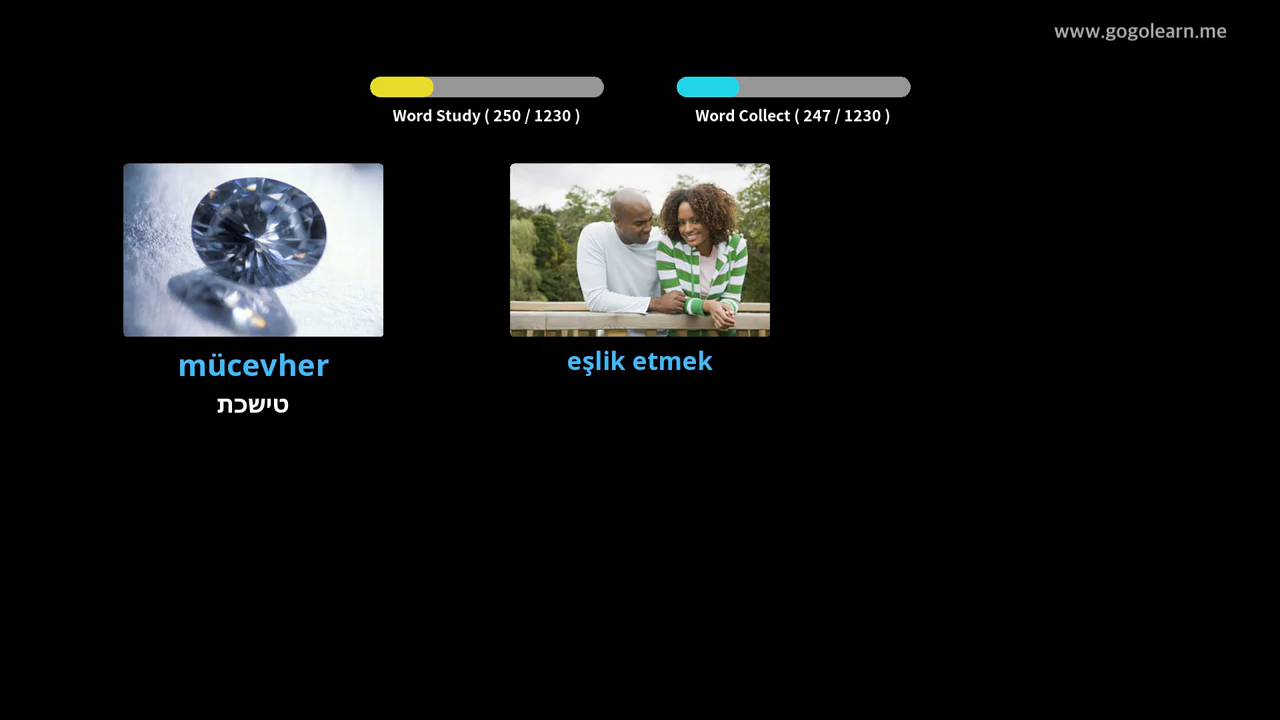 www.gogolearn.me
Word Study ( 250 / 1230 )
Word Collect ( 247 / 1230 )
mücevher
טישכת
eşlik etmek